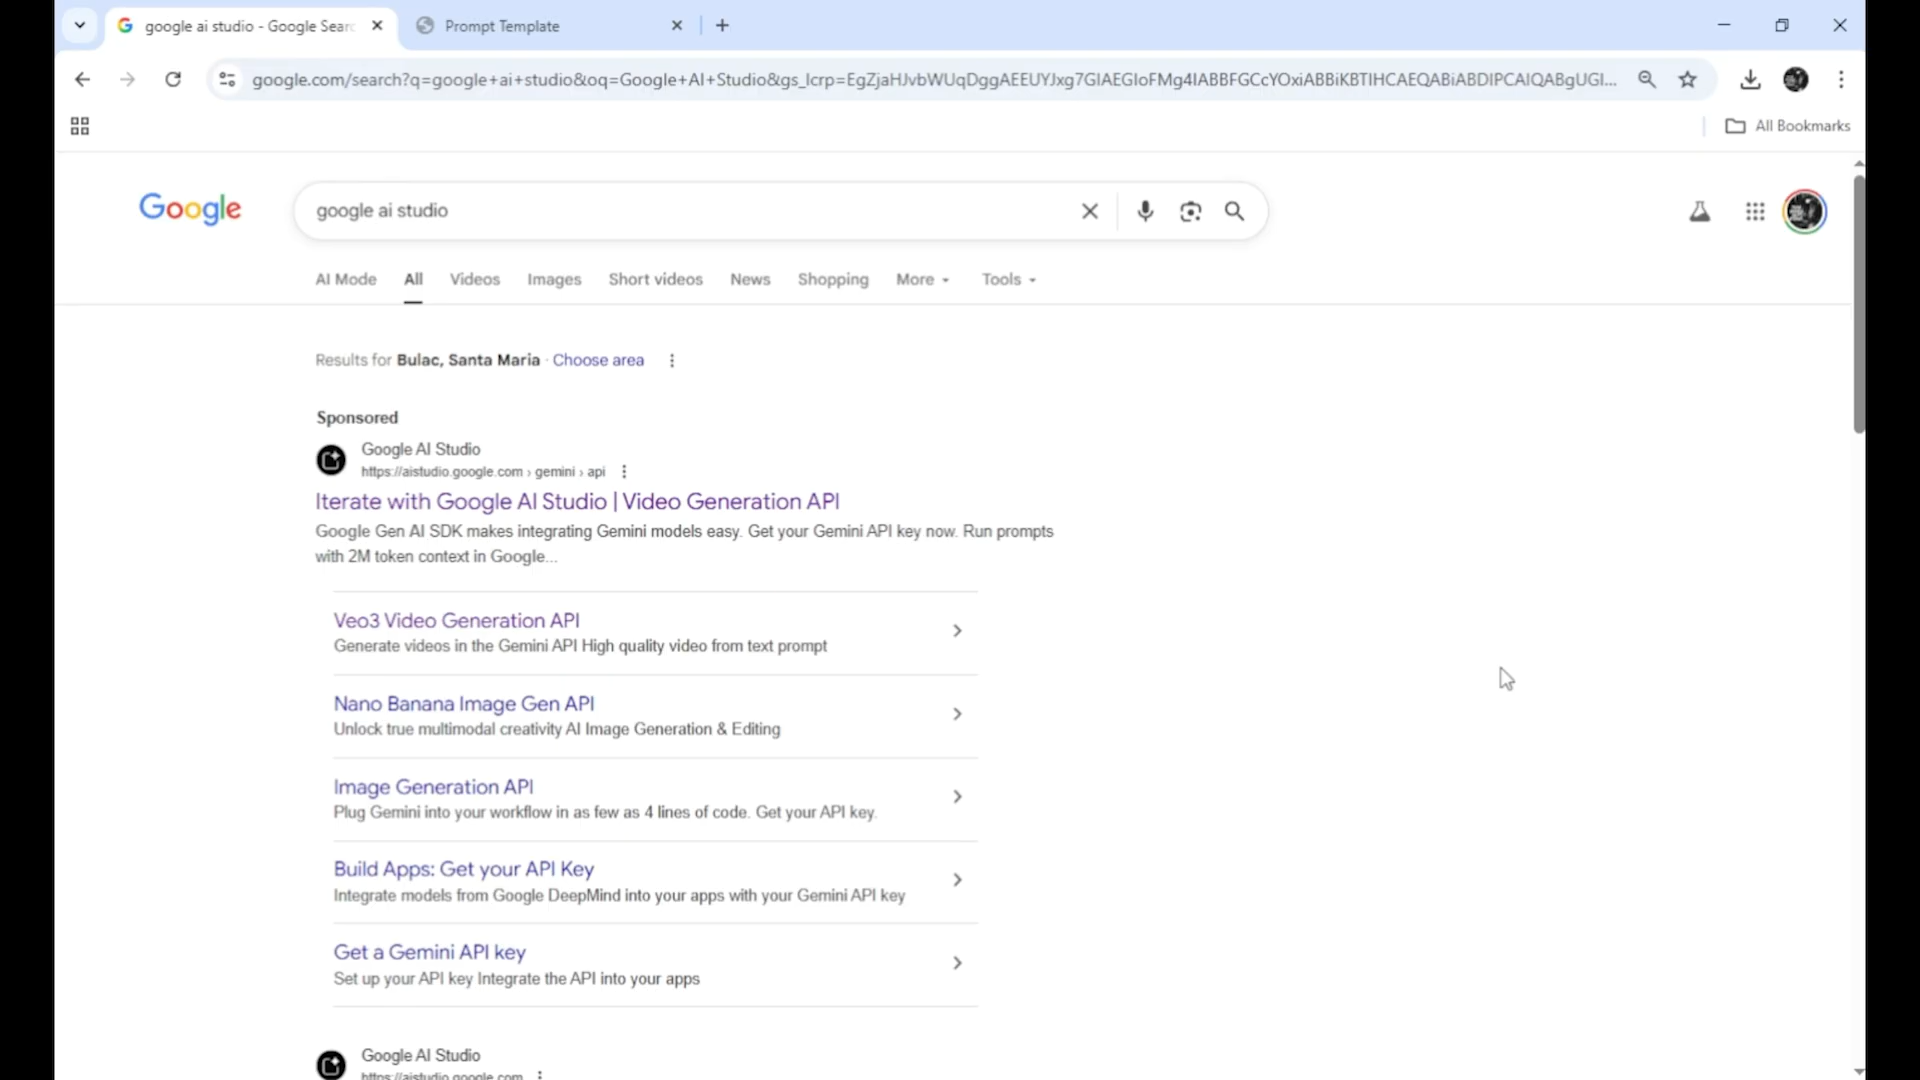 google ai studio - Google Searc
Prompt Template
google.com/search?q=google+ai+studio&oq=Google+AI+Studio&gs_lcrp=EgZjaHJvbWUqDggAEEUYJxg7GIAEGIoFMg4IABBFGCcYOxiABBiKBTIHCAEQABiABDIPCAIQABgUGI...
All Bookmarks
Google
google ai studio
AI Mode
All
Videos
Images
Short videos
News
Shopping
More
Tools
Results for Bulac, Santa Maria · Choose area
Sponsored
Google AI Studio
https://aistudio.google.com › gemini › api
Iterate with Google AI Studio | Video Generation API
Google Gen AI SDK makes integrating Gemini models easy. Get your Gemini API key now. Run prompts
with 2M token context in Google...
Veo3 Video Generation API
Generate videos in the Gemini API High quality video from text prompt
Nano Banana Image Gen API
Unlock true multimodal creativity AI Image Generation & Editing
Image Generation API
Plug Gemini into your workflow in as few as 4 lines of code. Get your API key.
Build Apps: Get your API Key
Integrate models from Google DeepMind into your apps with your Gemini API key
Get a Gemini API key
Set up your API key Integrate the API into your apps
Google AI Studio
https://aistudio.google.com